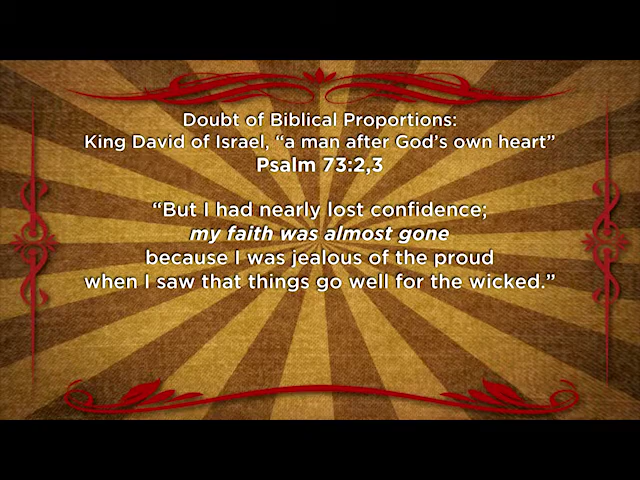 Doubt of Biblical Proportions:
King David of Israel, “a man after God’s own heart”
Psalm 73:2,3
“But I had nearly lost confidence;
my faith was almost gone
because I was jealous of the proud
when I saw that things go well for the wicked.”